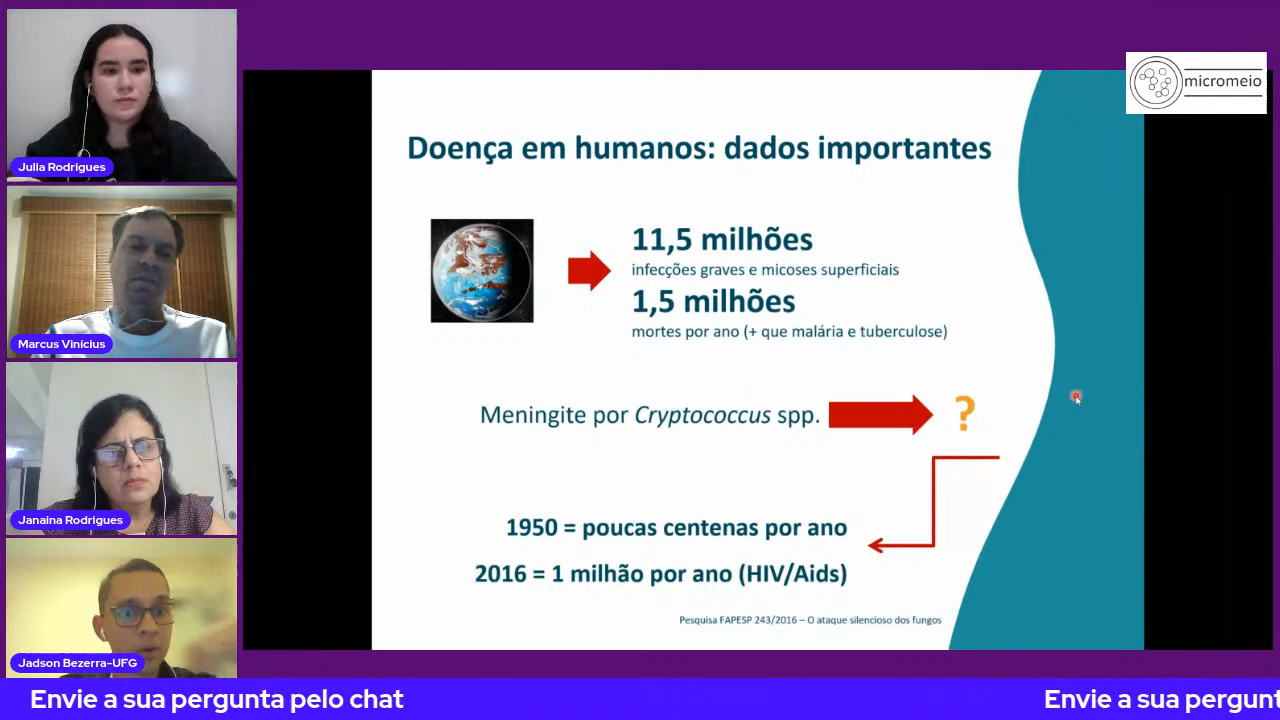 Julia Rodrigues
Marcus Vinícius
Janaina Rodrigues
Jadson Bezerra-UFG
micromeio
Doença em humanos: dados importantes
11,5 milhões
infecções graves e micoses superficiais
1,5 milhões
mortes por ano (+ que malária e tuberculose)
Meningite por Cryptococcus spp.
?
1950 = poucas centenas por ano
2016 = 1 milhão por ano (HIV/Aids)
Pesquisa FAPESP 243/2016 – O ataque silencioso dos fungos
Envie a sua pergunta pelo chat
Envie a sua pergunt